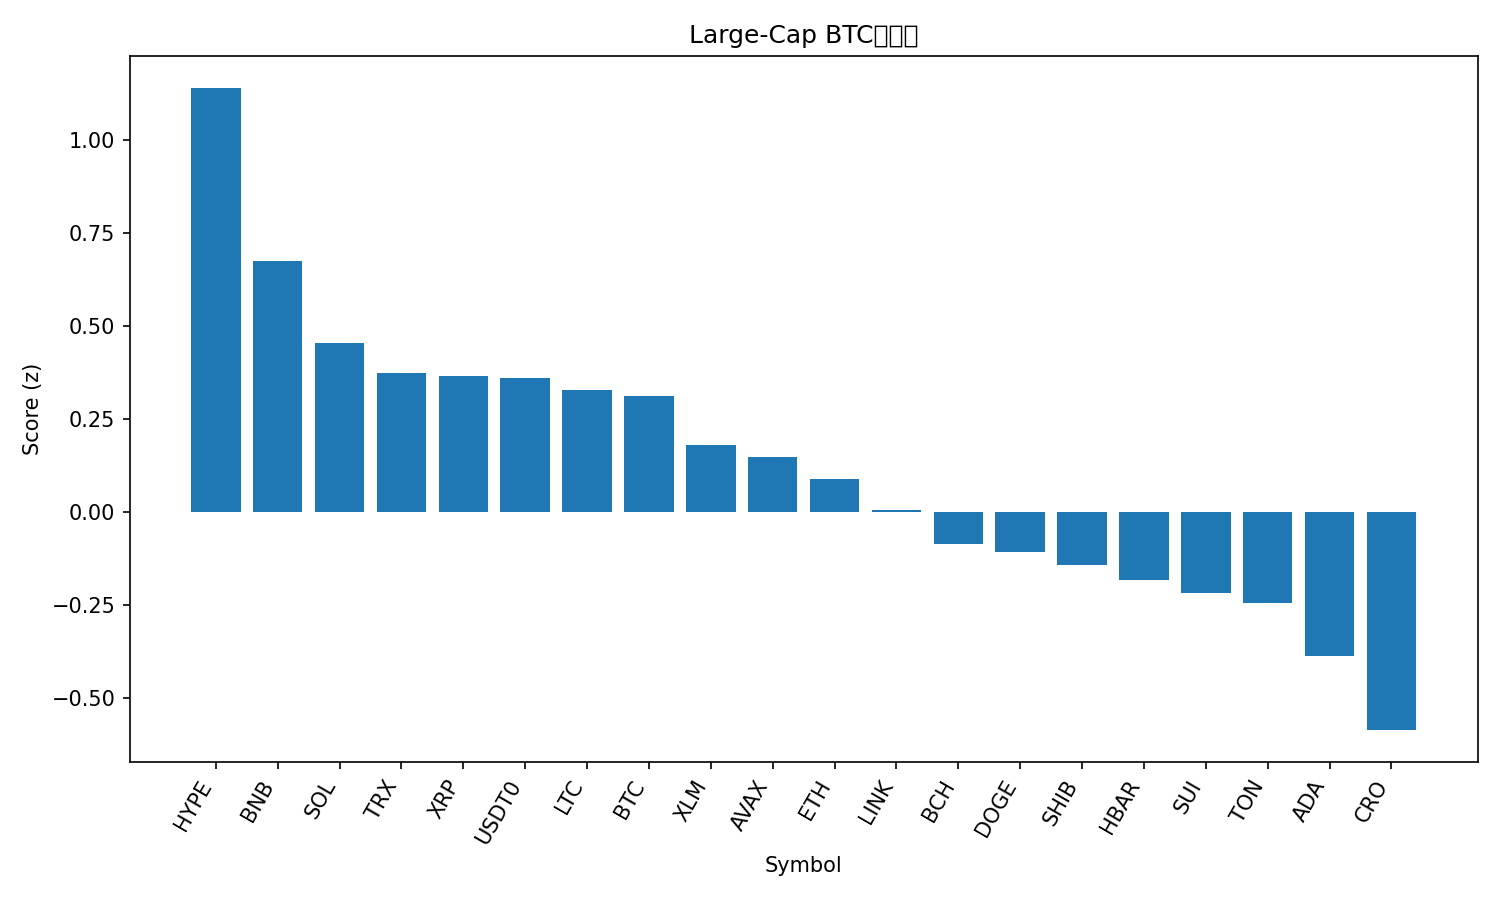 Large-Cap BTC
1.00
0.75
0.50
0.25
0.00
−0.25
−0.50
Score (z)
HYPE
BNB
SOL
TRX
XRP
USDT0
LTC
BTC
XLM
AVAX
ETH
LINK
BCH
DOGE
SHIB
HBAR
SUI
TON
ADA
CRO
Symbol